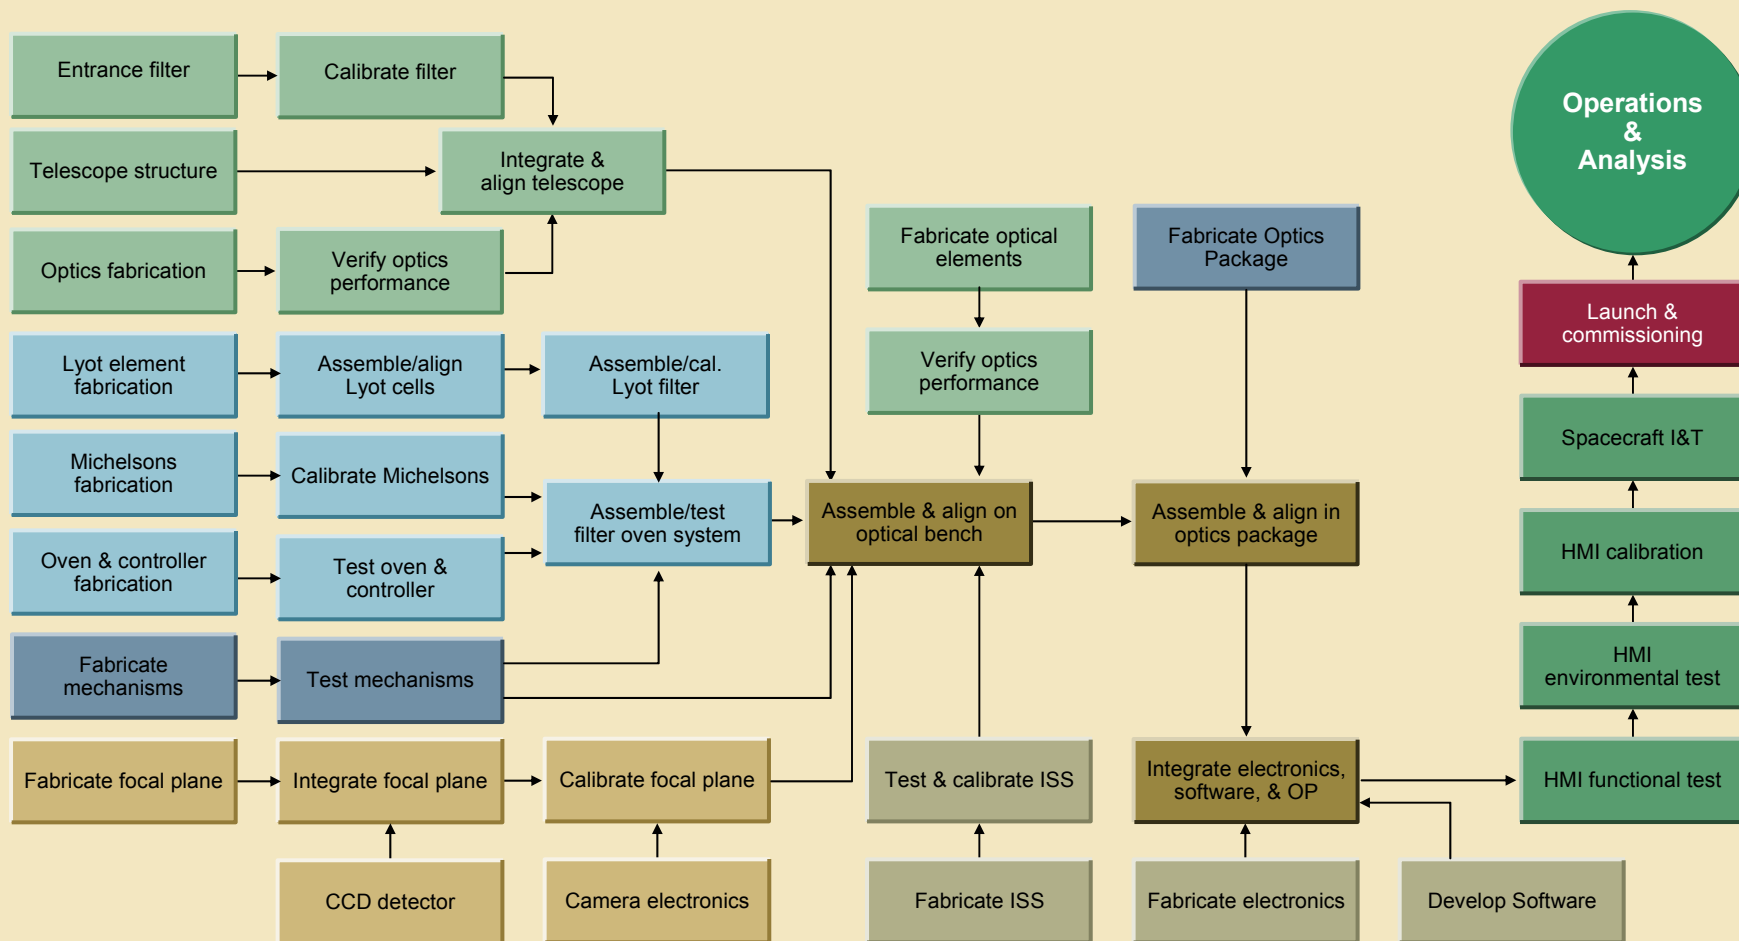 Entrance filter
Calibrate filter
Telescope structure
Integrate &
align telescope
Optics fabrication
Verify optics
performance
Fabricate optical
elements
Fabricate Optics
Package
Operations
&
Analysis
Launch &
commissioning
Lyot element
fabrication
Assemble/align
Lyot cells
Assemble/cal.
Lyot filter
Verify optics
performance
Spacecraft I&T
Michelsons
fabrication
Calibrate Michelsons
Assemble/test
filter oven system
Assemble & align on
optical bench
Assemble & align in
optics package
HMI calibration
Oven & controller
fabrication
Test oven &
controller
Fabricate
mechanisms
Test mechanisms
HMI
environmental test
Fabricate focal plane
Integrate focal plane
Calibrate focal plane
Test & calibrate ISS
Integrate electronics,
software, & OP
HMI functional test
CCD detector
Camera electronics
Fabricate ISS
Fabricate electronics
Develop Software